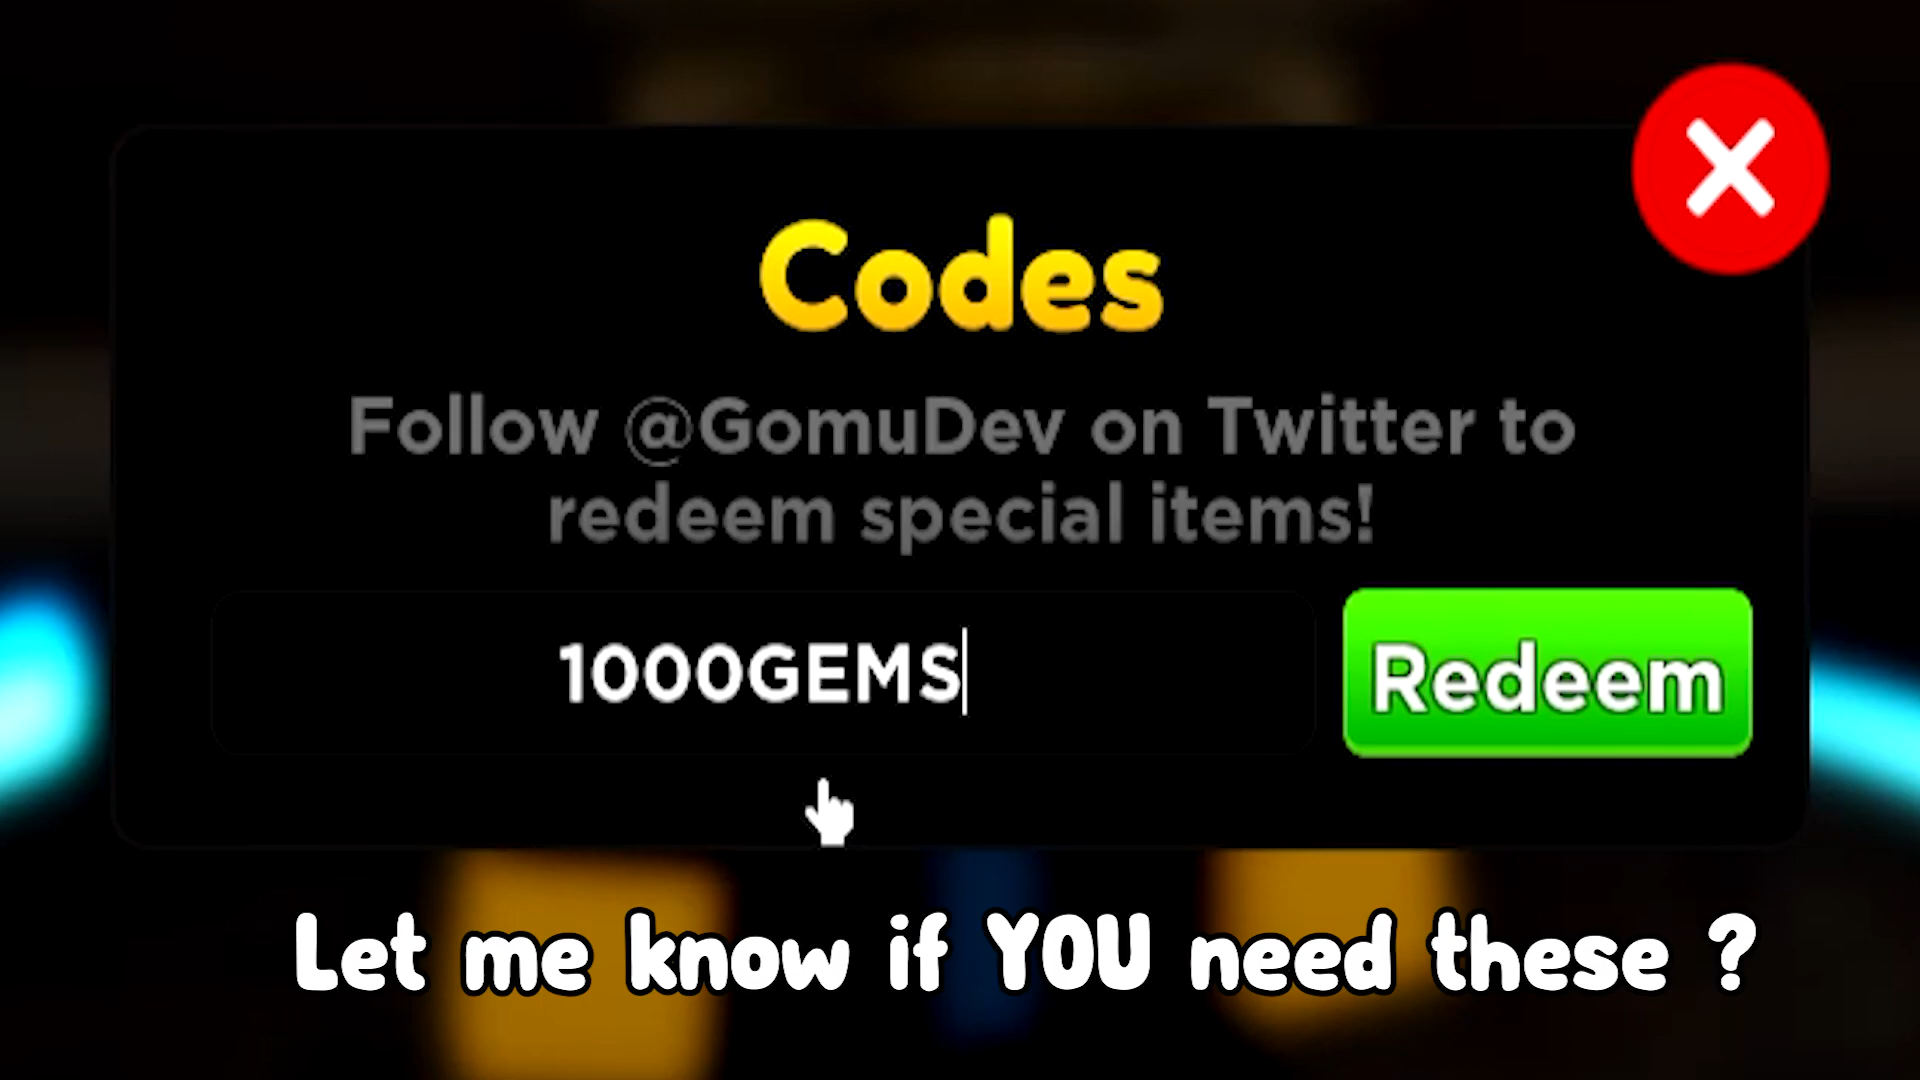 Codes
Follow @GomuDev on Twitter to
redeem special items!
1000GEMS
Redeem
Let me know if YOU need these ?